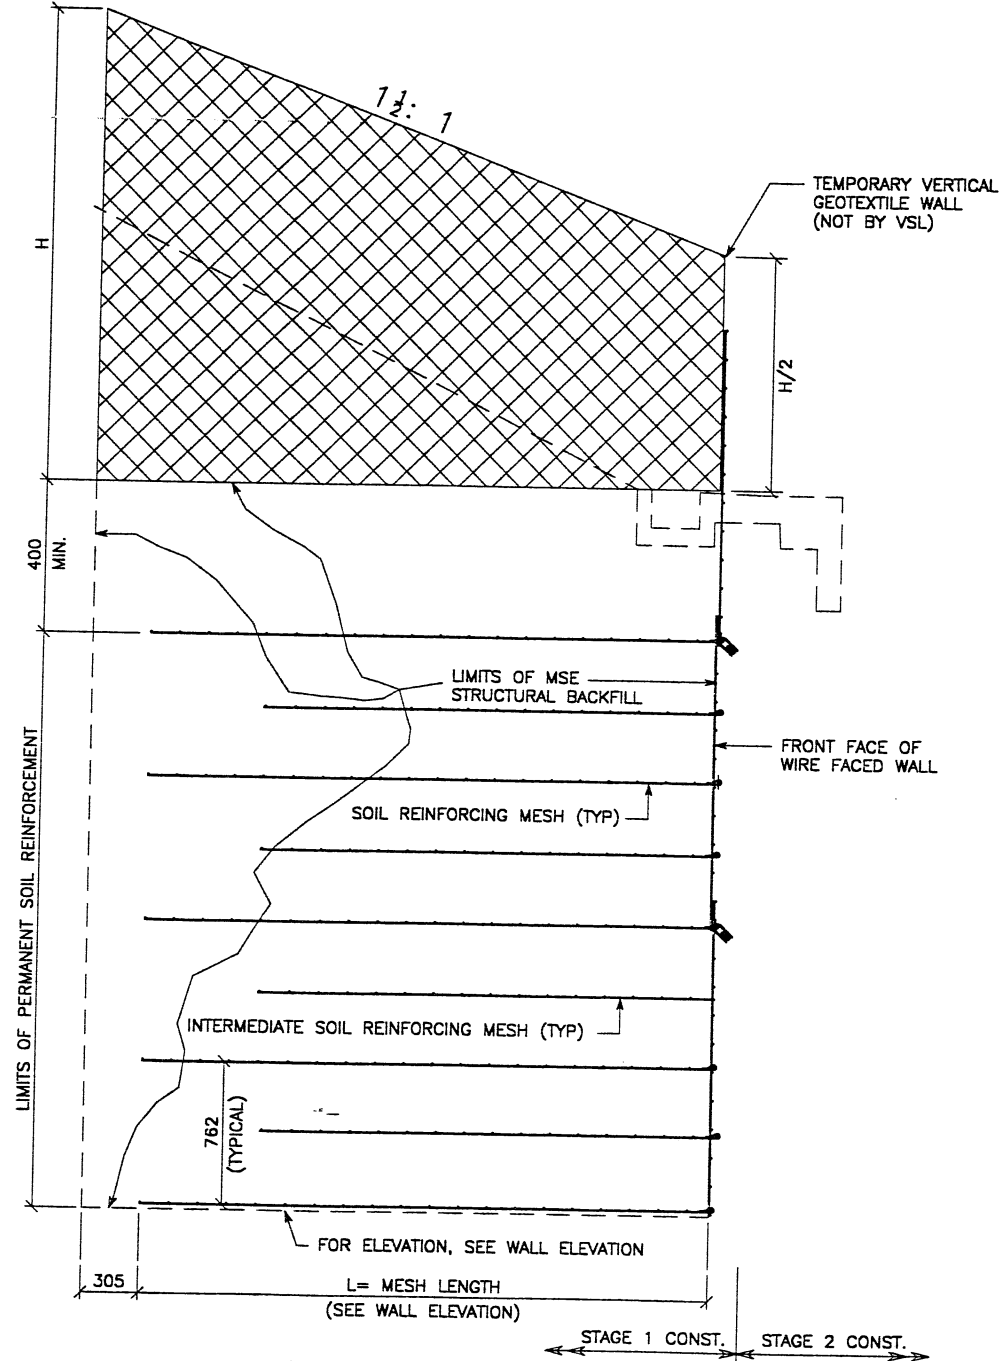 1 1/2: 1
TEMPORARY VERTICAL
GEOTEXTILE WALL
(NOT BY VSL)
H
H/2
400
MIN.
LIMITS OF MSE
STRUCTURAL BACKFILL
FRONT FACE OF
WIRE FACED WALL
SOIL REINFORCING MESH (TYP)
LIMITS OF PERMANENT SOIL REINFORCEMENT
INTERMEDIATE SOIL REINFORCING MESH (TYP)
762
(TYPICAL)
FOR ELEVATION, SEE WALL ELEVATION
305
L= MESH LENGTH
(SEE WALL ELEVATION)
STAGE 1 CONST.
STAGE 2 CONST.